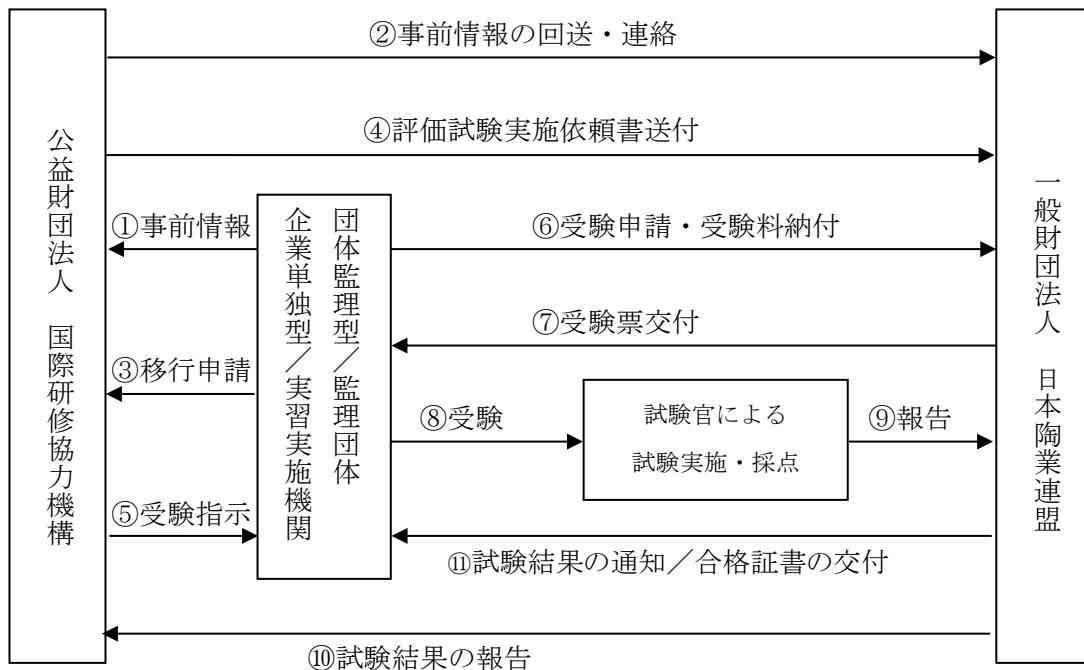 ②事前情報の回送・連絡
④評価試験実施依頼書送付
公益財団法人 国際研修協力機構
一般財団法人 日本陶業連盟
団体監理型／監理団体
企業単独型／実習実施機関
①事前情報
⑥受験申請・受験料納付
⑦受験票交付
③移行申請
⑧受験
試験官による
試験実施・採点
⑨報告
⑤受験指示
⑪試験結果の通知／合格証書の交付
⑩試験結果の報告